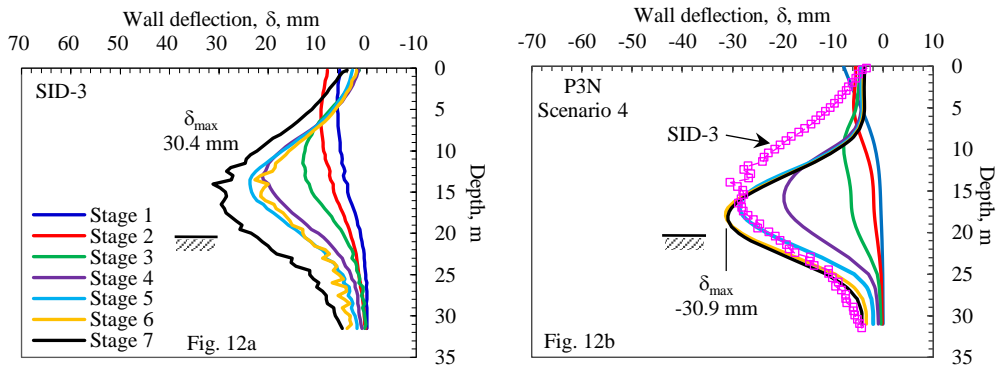 Wall deflection, δ, mm
70 60 50 40 30 20 10 0 -10
SID-3
δmax
30.4 mm
Stage 1
Stage 2
Stage 3
Stage 4
Stage 5
Stage 6
Stage 7
Fig. 12a
0
5
10
15
20
25
30
35
Depth, m
Wall deflection, δ, mm
-70 -60 -50 -40 -30 -20 -10 0 10
P3N
Scenario 4
SID-3
δmax
-30.9 mm
Fig. 12b
0
5
10
15
20
25
30
35
Depth, m